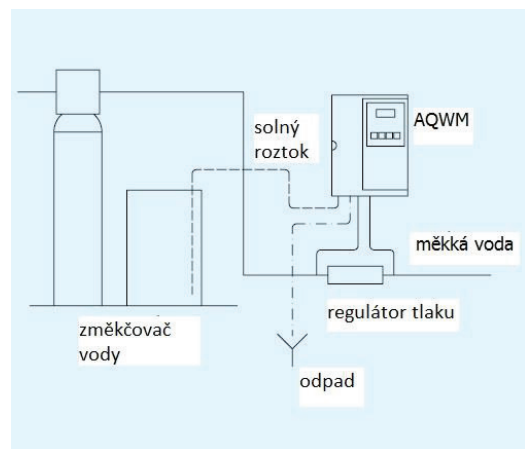 AQWM
solný
roztok
měkká voda
regulátor tlaku
změkčovač
vody
odpad